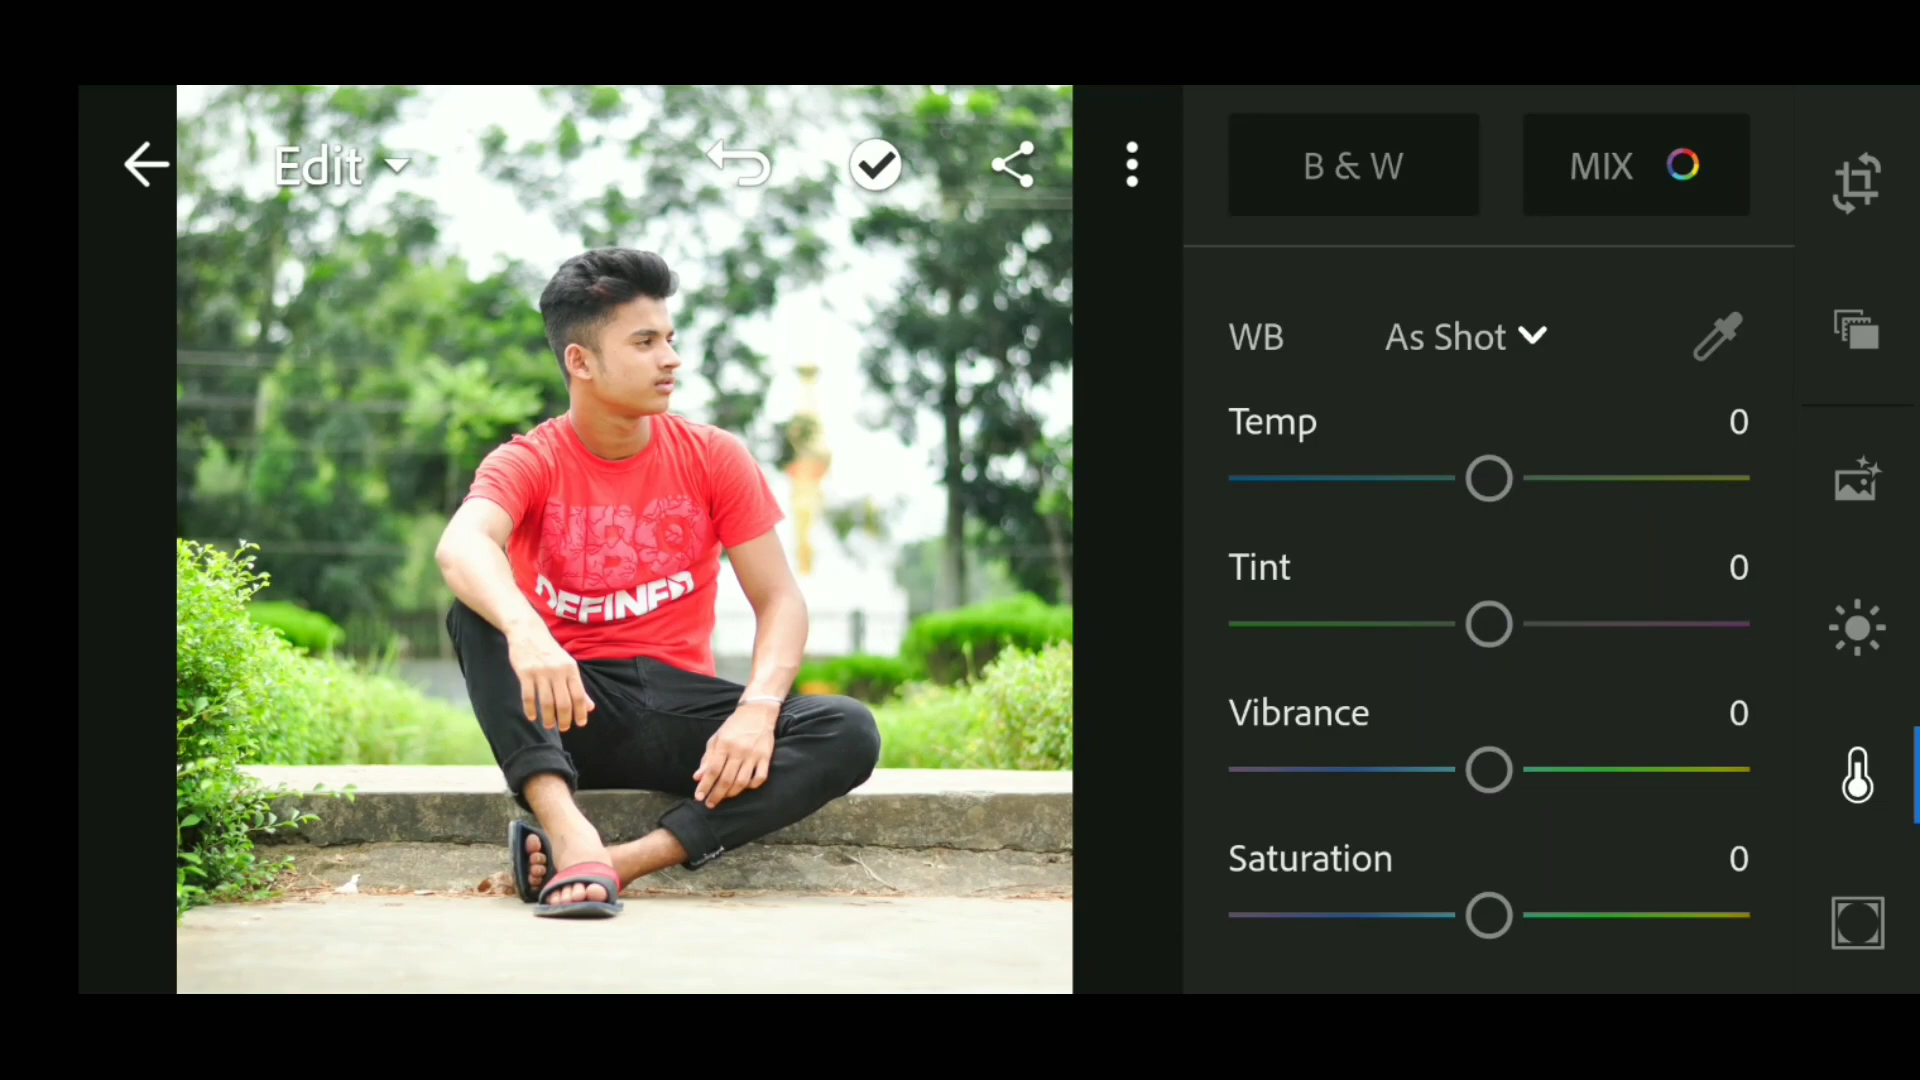 Edit
B & W
MIX
WB
As Shot
Temp
0
Tint
0
Vibrance
0
Saturation
0
DEFINED